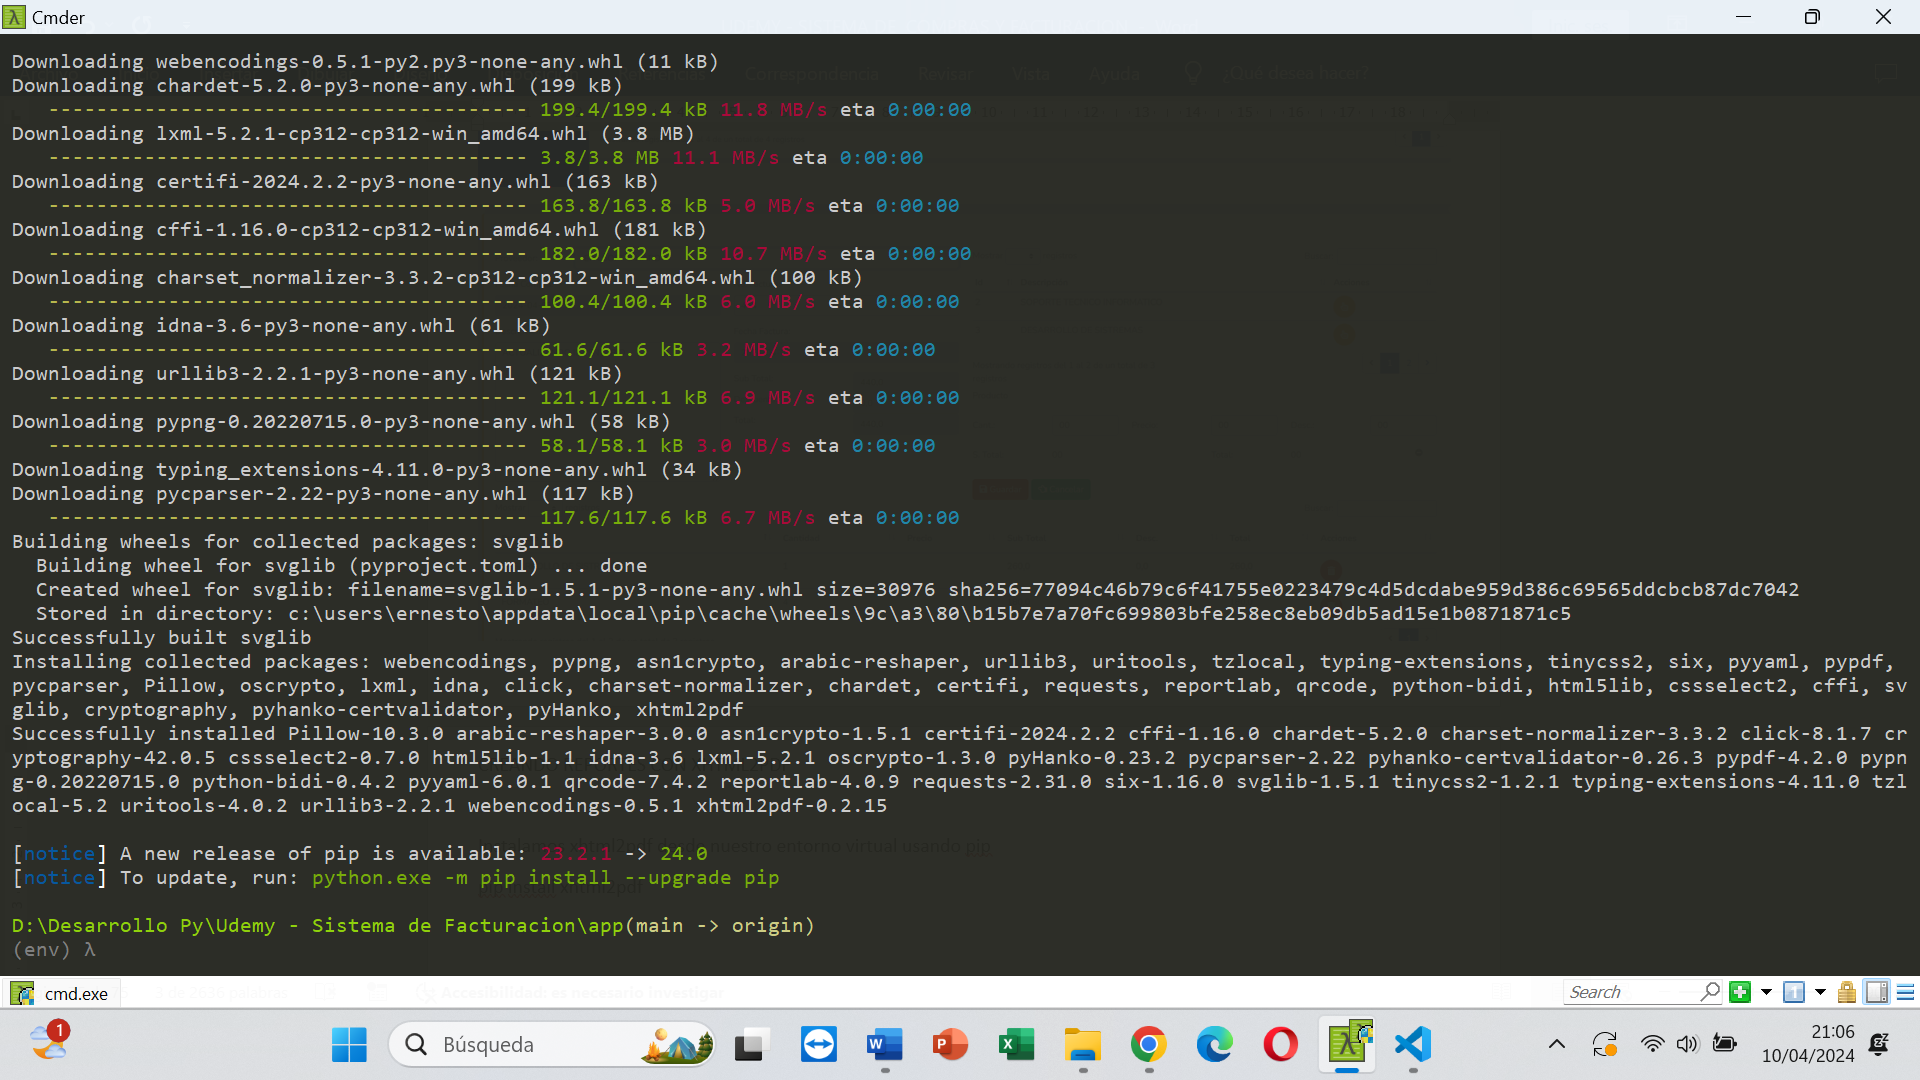 Cmder
Downloading webencodings-0.5.1-py2.py3-none-any.whl (11 kB)
Downloading chardet-5.2.0-py3-none-any.whl (199 kB)
---------------------------------------- 199.4/199.4 kB 11.8 MB/s eta 0:00:00
Downloading lxml-5.2.1-cp312-cp312-win_amd64.whl (3.8 MB)
---------------------------------------- 3.8/3.8 MB 11.1 MB/s eta 0:00:00
Downloading certifi-2024.2.2-py3-none-any.whl (163 kB)
---------------------------------------- 163.8/163.8 kB 5.0 MB/s eta 0:00:00
Downloading cffi-1.16.0-cp312-cp312-win_amd64.whl (181 kB)
---------------------------------------- 182.0/182.0 kB 10.7 MB/s eta 0:00:00
Downloading charset_normalizer-3.3.2-cp312-cp312-win_amd64.whl (100 kB)
---------------------------------------- 100.4/100.4 kB 6.0 MB/s eta 0:00:00
Downloading idna-3.6-py3-none-any.whl (61 kB)
---------------------------------------- 61.6/61.6 kB 3.2 MB/s eta 0:00:00
Downloading urllib3-2.2.1-py3-none-any.whl (121 kB)
---------------------------------------- 121.1/121.1 kB 6.9 MB/s eta 0:00:00
Downloading pypng-0.20220715.0-py3-none-any.whl (58 kB)
---------------------------------------- 58.1/58.1 kB 3.0 MB/s eta 0:00:00
Downloading typing_extensions-4.11.0-py3-none-any.whl (34 kB)
Downloading pycparser-2.22-py3-none-any.whl (117 kB)
---------------------------------------- 117.6/117.6 kB 6.7 MB/s eta 0:00:00
Building wheels for collected packages: svglib
Building wheel for svglib (pyproject.toml) ... done
Created wheel for svglib: filename=svglib-1.5.1-py3-none-any.whl size=30976 sha256=77094c46b79c6f41755e0223479c4d5dcdabe959d386c69565ddcbcb87dc7042
Stored in directory: c:\users\ernesto\appdata\local\pip\cache\wheels\9c\a3\80\b15b7e7a70fc699803bfe258ec8eb09db5ad15e1b0871871c5
Successfully built svglib
Installing collected packages: webencodings, pypng, asn1crypto, arabic-reshaper, urllib3, uritools, tzlocal, typing-extensions, tinycss2, six, pyyaml, pypdf,
pycparser, Pillow, oscrypto, lxml, idna, click, charset-normalizer, chardet, certifi, requests, reportlab, qrcode, python-bidi, html5lib, cssselect2, cffi, sv
glib, cryptography, pyhanko-certvalidator, pyHanko, xhtml2pdf
Successfully installed Pillow-10.3.0 arabic-reshaper-3.0.0 asn1crypto-1.5.1 certifi-2024.2.2 cffi-1.16.0 chardet-5.2.0 charset-normalizer-3.3.2 click-8.1.7 cr
yptography-42.0.5 cssselect2-0.7.0 html5lib-1.1 idna-3.6 lxml-5.2.1 oscrypto-1.3.0 pyHanko-0.23.2 pycparser-2.22 pyhanko-certvalidator-0.26.3 pypdf-4.2.0 pypn
g-0.20220715.0 python-bidi-0.4.2 pyyaml-6.0.1 qrcode-7.4.2 reportlab-4.0.9 requests-2.31.0 six-1.16.0 svglib-1.5.1 tinycss2-1.2.1 typing-extensions-4.11.0 tzl
ocal-5.2 uritools-4.0.2 urllib3-2.2.1 webencodings-0.5.1 xhtml2pdf-0.2.15
[notice] A new release of pip is available: 23.2.1 -> 24.0
[notice] To update, run: python.exe -m pip install --upgrade pip
D:\Desarrollo Py\Udemy - Sistema de Facturacion\app(main -> origin)
(env) λ
cmd.exe
Search
1
Búsqueda
21:06
10/04/2024